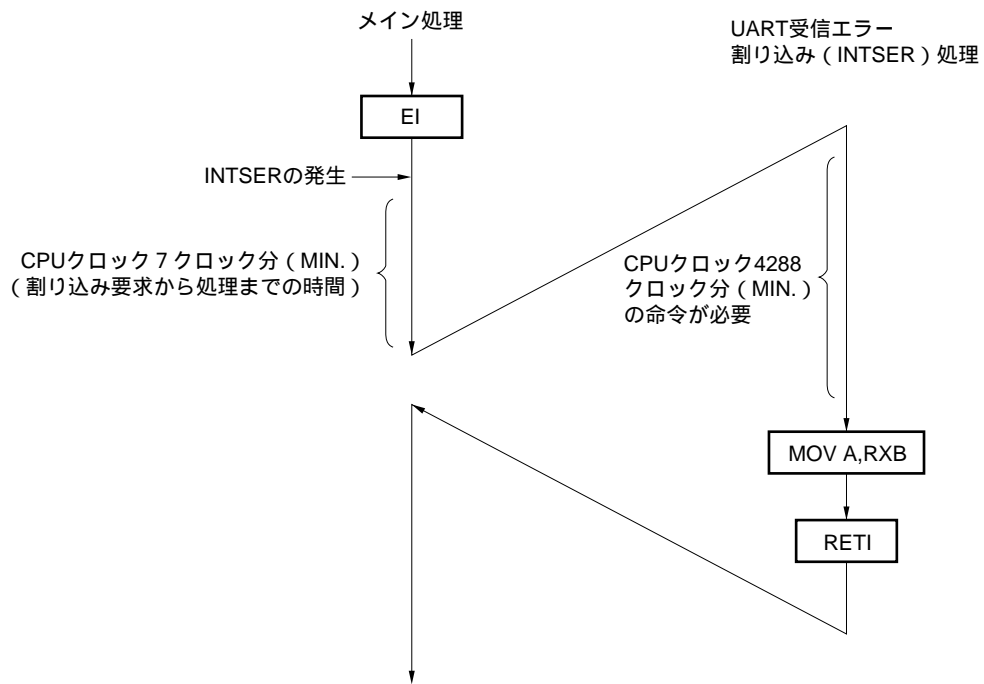 メイン処理
UART受信エラー
割り込み（INTSER）処理
EI
INTSERの発生
CPUクロック７クロック分（MIN.）
（割り込み要求から処理までの時間）
CPUクロック4288
クロック分（MIN.）
の命令が必要
MOV A,RXB
RETI